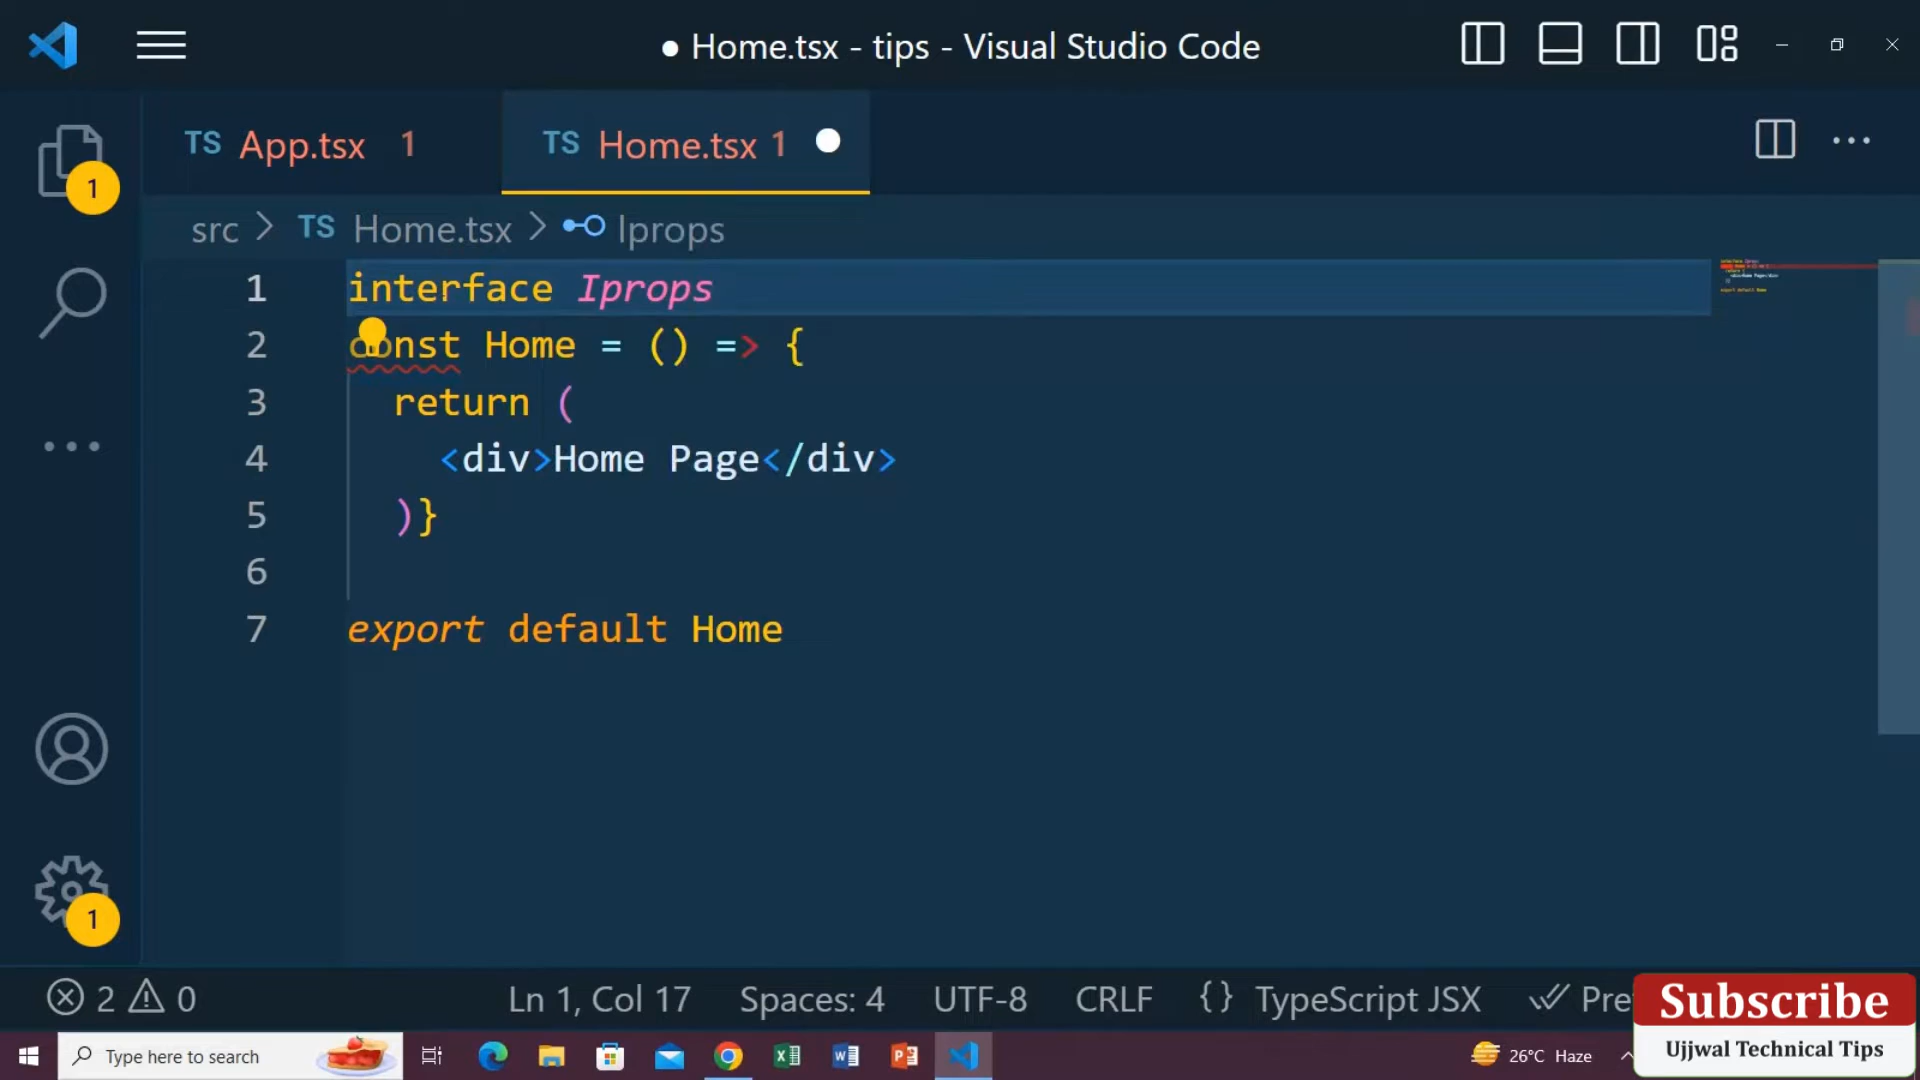 ● Home.tsx - tips - Visual Studio Code
TS App.tsx 1
TS Home.tsx 1
1
src > TS Home.tsx > Iprops
1 interface Iprops
2 const Home = () => {
3 return (
4 <div>Home Page</div>
5 )}
6
7 export default Home
1
2 0 Ln 1, Col 17 Spaces: 4 UTF-8 CRLF {} TypeScript JSX
Subscribe
Ujjwal Technical Tips
Type here to search
26°C Haze